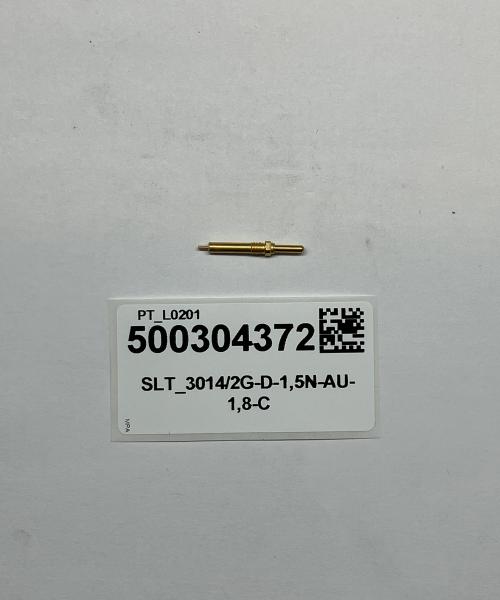 PT_L0201
500304372
SLT_3014/2G-D-1,5N-AU-
1,8-C